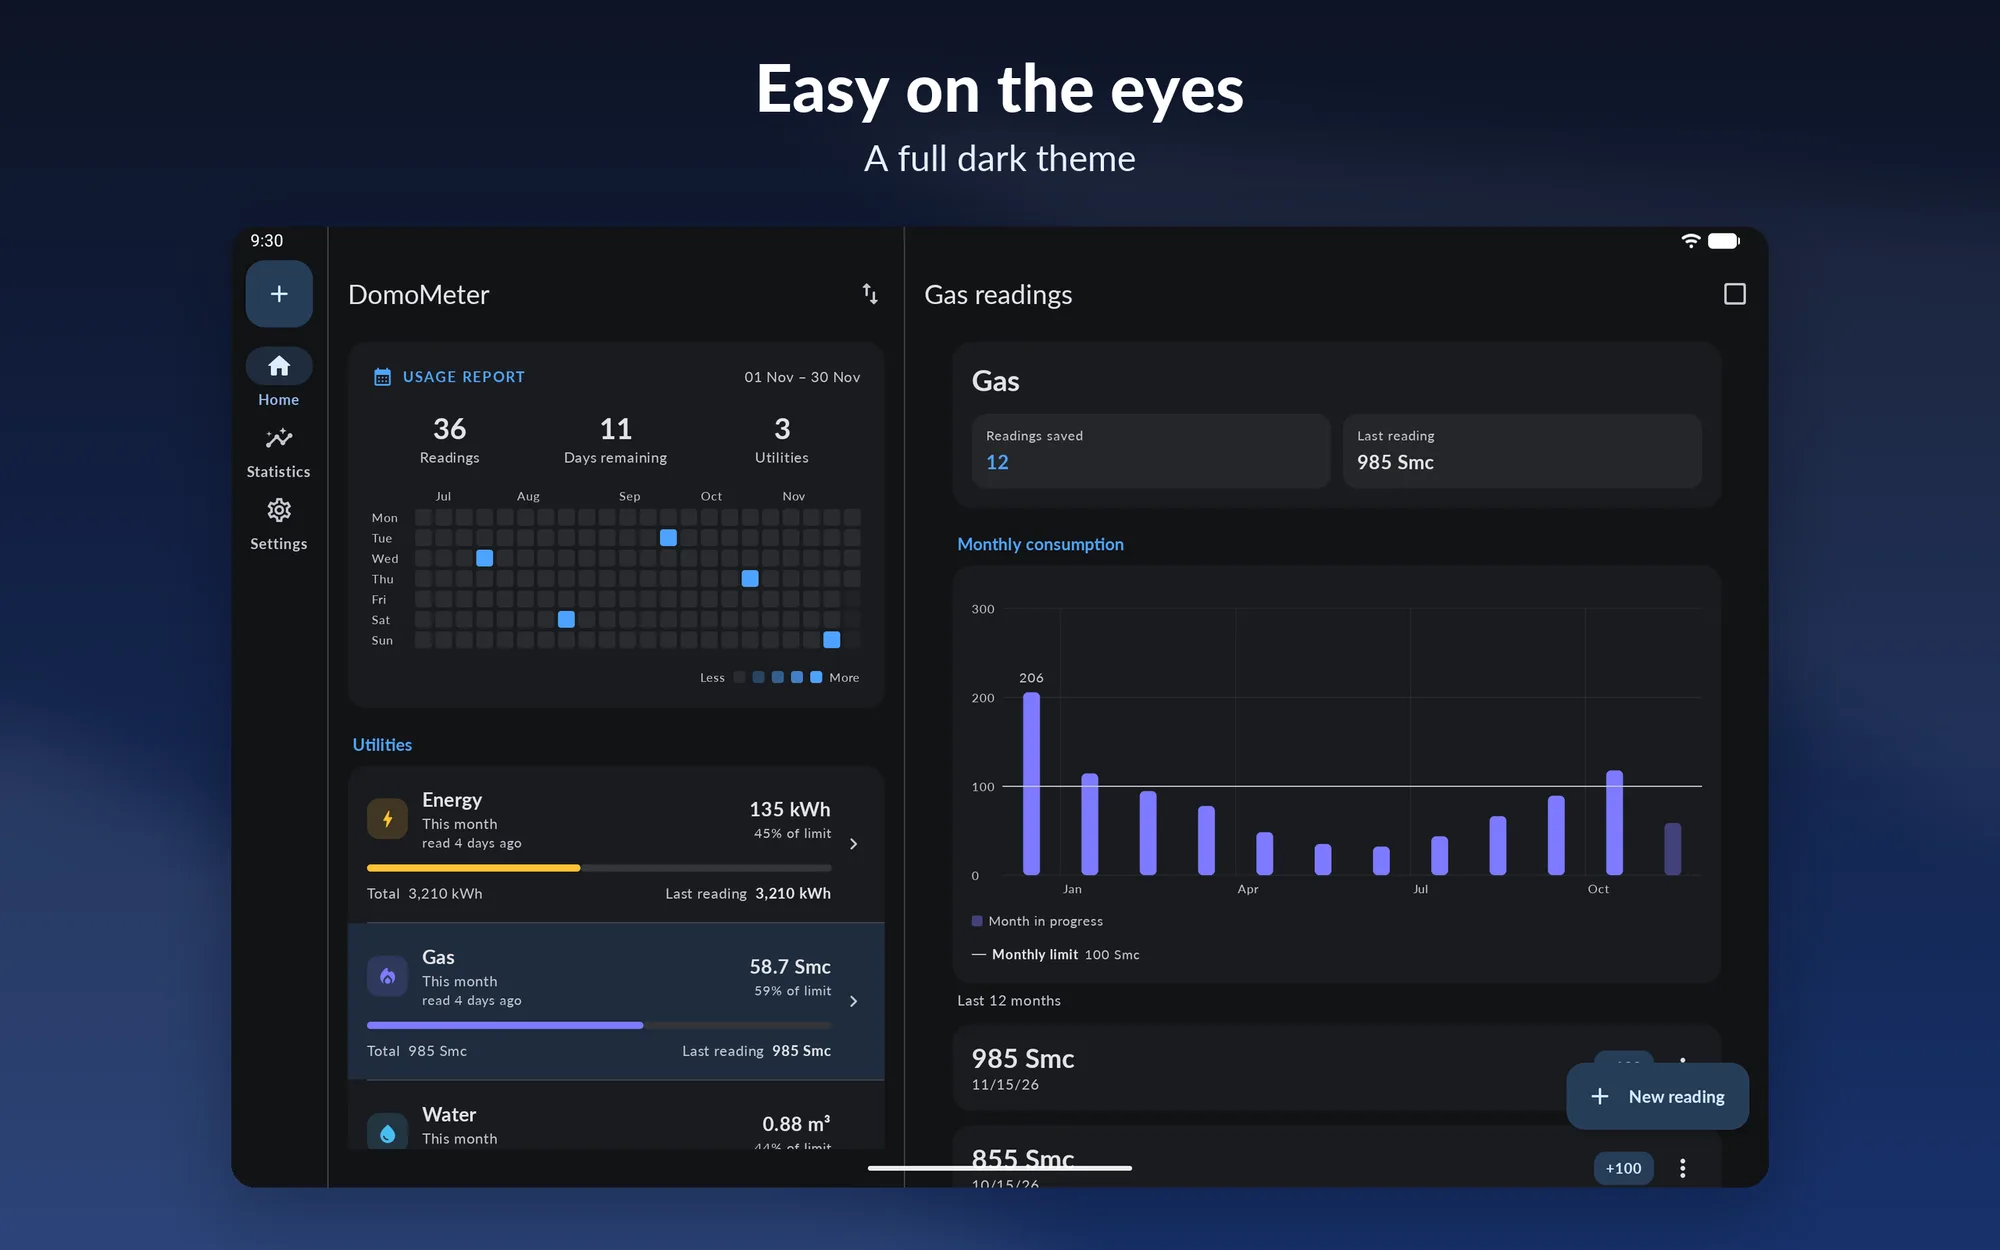 Easy on the eyes
A full dark theme
9:30
Home
Statistics
Settings
DomoMeter
USAGE REPORT
01 Nov – 30 Nov
36
Readings
11
Days remaining
3
Utilities
Jul Aug Sep Oct Nov
Mon
Tue
Wed
Thu
Fri
Sat
Sun
Less More
Utilities
Energy
This month
read 4 days ago
135 kWh
45% of limit
Total 3,210 kWh
Last reading 3,210 kWh
Gas
This month
read 4 days ago
58.7 Smc
59% of limit
Total 985 Smc
Last reading 985 Smc
Water
This month
0.88 m³
44% of limit
Gas readings
Gas
Readings saved
12
Last reading
985 Smc
Monthly consumption
300
200
100
0
206
Jan Apr Jul Oct
Month in progress
Monthly limit 100 Smc
Last 12 months
985 Smc
11/15/26
New reading
855 Smc
10/15/26
+100